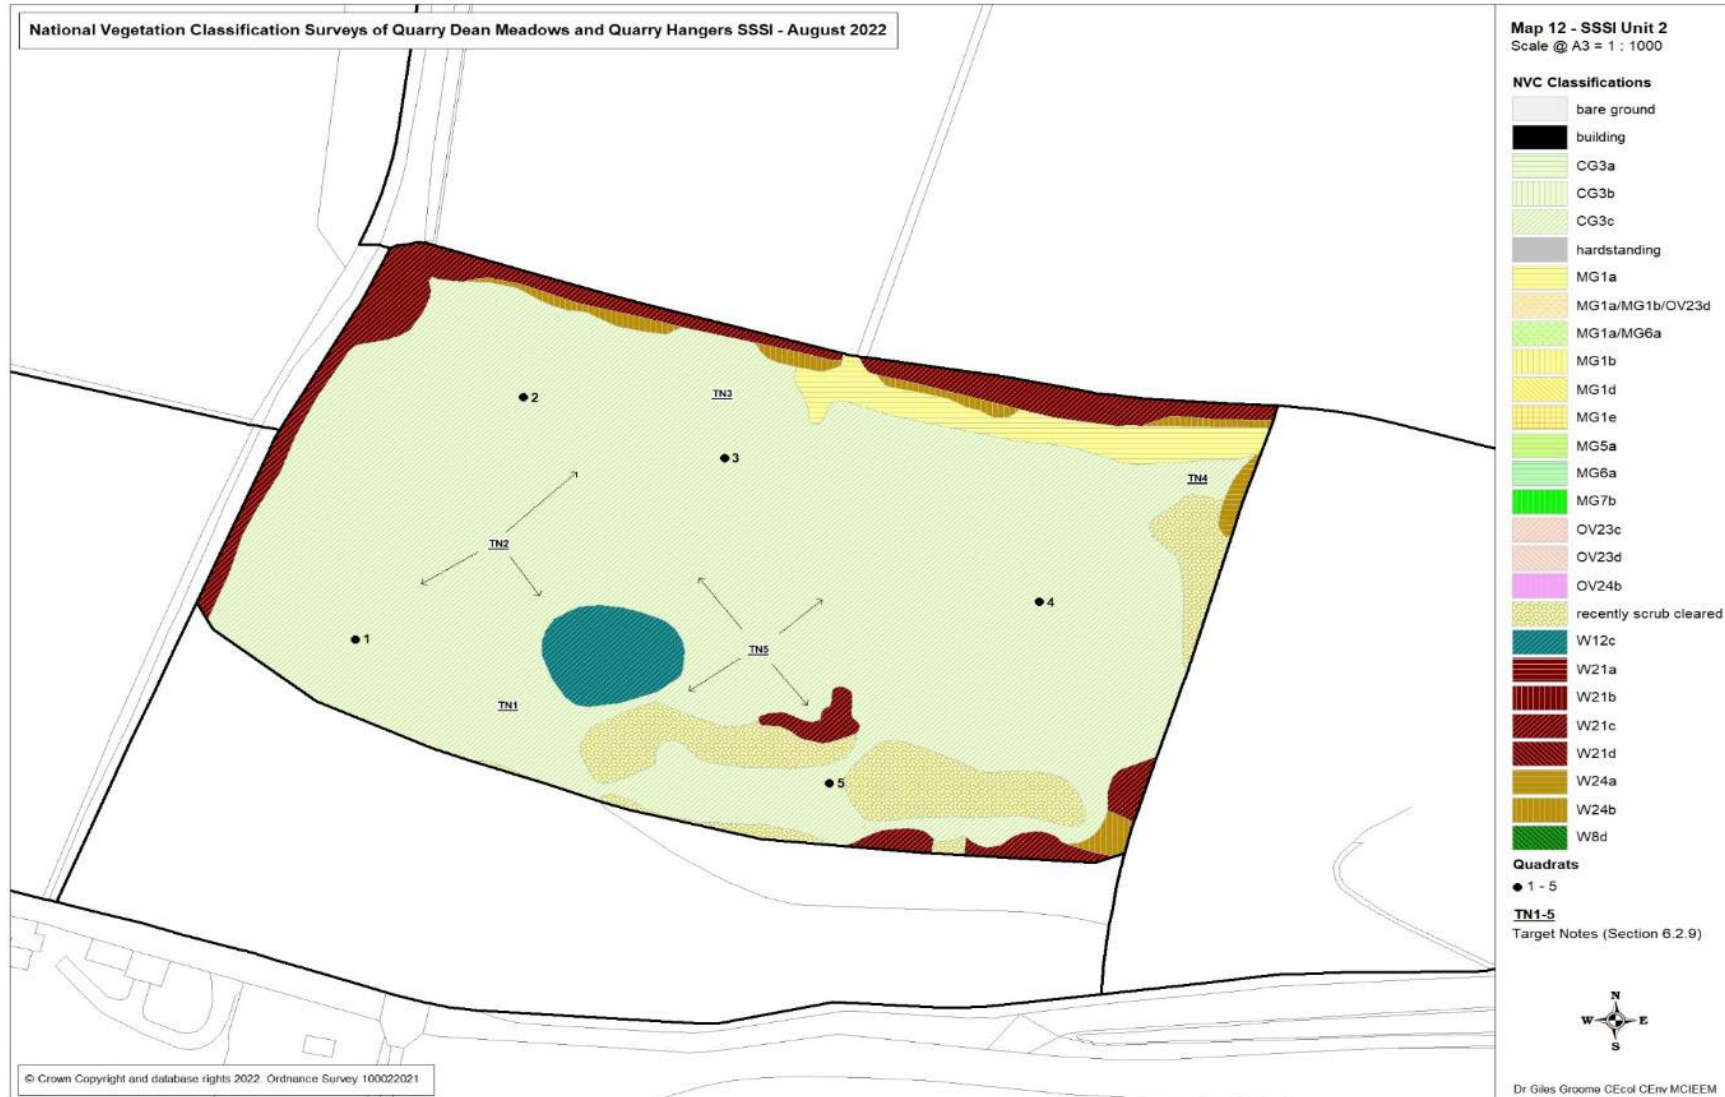 National Vegetation Classification Surveys of Quarry Dean Meadows and Quarry Hangers SSSI - August 2022
Map 12 - SSSI Unit 2
Scale @ A3 = 1 : 1000
NVC Classifications
bare ground
building
CG3a
CG3b
CG3c
hardstanding
MG1a
MG1a/MG1b/OV23d
MG1a/MG6a
MG1b
MG1d
MG1e
MG5a
MG6a
MG7b
OV23c
OV23d
OV24b
recently scrub cleared
W12c
W21a
W21b
W21c
W21d
W24a
W24b
W8d
Quadrats
1 - 5
TN1-5
Target Notes (Section 6.2.9)
N
W E
S
Dr Giles Groome CEcol CEnv MCIEEM
2
TN3
3
TN4
TN2
4
1
TN5
TN1
5
© Crown Copyright and database rights 2022. Ordnance Survey 100022021